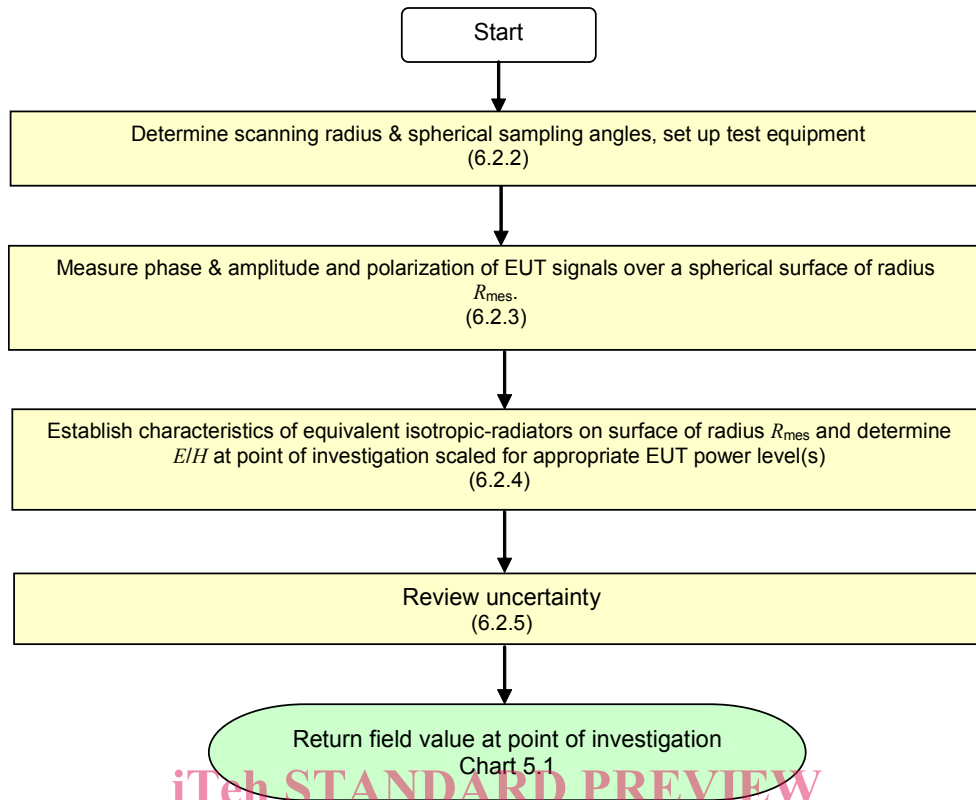 Start
Determine scanning radius & spherical sampling angles, set up test equipment
(6.2.2)
Measure phase & amplitude and polarization of EUT signals over a spherical surface of radius
Rmes.
(6.2.3)
Establish characteristics of equivalent isotropic-radiators on surface of radius Rmes and determine
E/H at point of investigation scaled for appropriate EUT power level(s)
(6.2.4)
Review uncertainty
(6.2.5)
Return field value at point of investigation
Chart 5.1
iTeh STANDARD PREVIEW